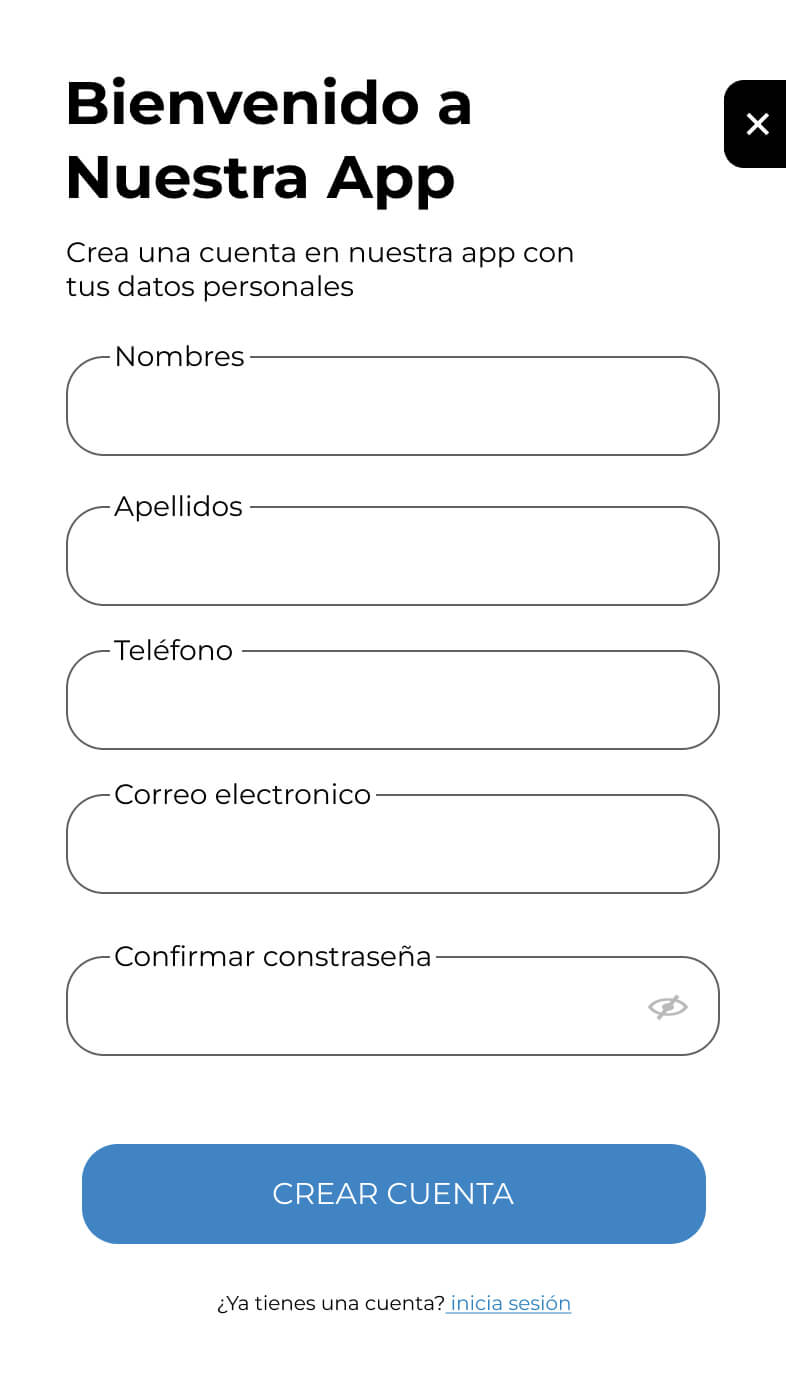 Bienvenido a
Nuestra App
Crea una cuenta en nuestra app con
tus datos personales
Nombres
Apellidos
Teléfono
Correo electronico
Confirmar constraseña
CREAR CUENTA
¿Ya tienes una cuenta? inicia sesión